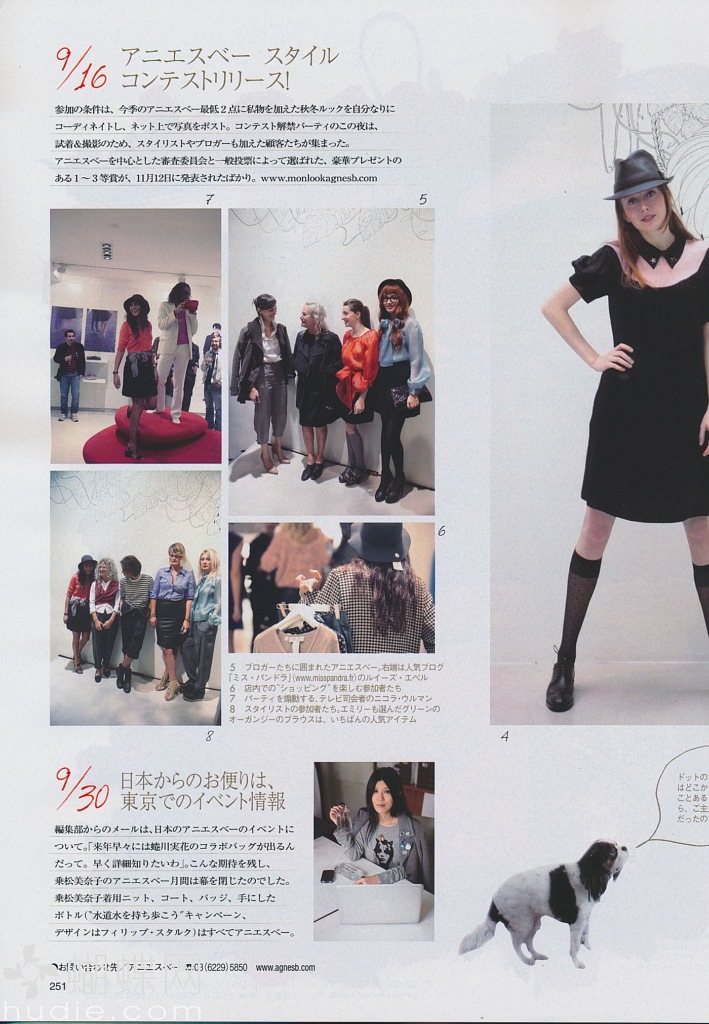 9/16
アニエスベー スタイル
コンテストリリース!
参加の条件は、今季のアニエスベー最低2点に私物を加えた秋冬ルックを自分なりに
コーディネイトし、ネット上で写真をポスト。コンテスト解禁パーティのこの夜は、
試着&撮影のため、スタイリストやブロガーも加えた顧客たちが集まった。
アニエスベーを中心とした審査委員会と一般投票によって選ばれた、豪華プレゼントの
ある1〜3等賞が、11月12日に発表されたばかり。www.monlookagnesb.com
7
5
6
5 ブロガーたちに囲まれたアニエスベー。右端は人気ブログ
『ミス・パンドラ』(www.misspandra.fr)のルイーズ・エベル
6 店内での"ショッピング"を楽しむ参加者たち
7 パーティを煽動する、テレビ司会者のニコラ・ウルマン
8 スタイリストの参加者たち。エミリーも選んだグリーンの
オーガンジーのブラウスは、いちばんの人気アイテム
8
4
9/30
日本からのお便りは、
東京でのイベント情報
編集部からのメールは、日本のアニエスベーのイベントに
ついて。「来年早々には蜷川実花のコラボバッグが出るん
だって。早く詳細知りたいわ」。こんな期待を残し、
乗松美奈子のアニエスベー月間は幕を閉じたのでした。
乗松美奈子着用ニット、コート、バッジ、手にした
ボトル("水道水を持ち歩こう"キャンペーン、
デザインはフィリップ・スタルク)はすべてアニエスベー。
ドットの
はどこか
ことある
ら、ご主
だったの
お問い合わせ先/アニエスベー ☎03(6229)5850 www.agnesb.com
251
蝴蝶网
hudie.com